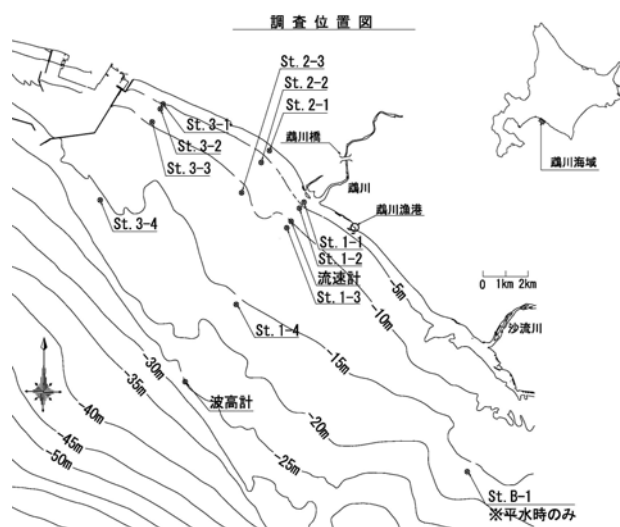 調査位置図
St. 2-3
St. 2-2
St. 2-1
St. 3-1
St. 3-2
St. 3-3
St. 3-4
鵡川橋
鵡川
鵡川漁港
鵡川海域
St. 1-1
St. 1-2
流速計
St. 1-3
St. 1-4
0 1km 2km
沙流川
-5m
-10m
-15m
-20m
-25m
-30m
-35m
-40m
-45m
-50m
波高計
St. B-1
※平水時のみ